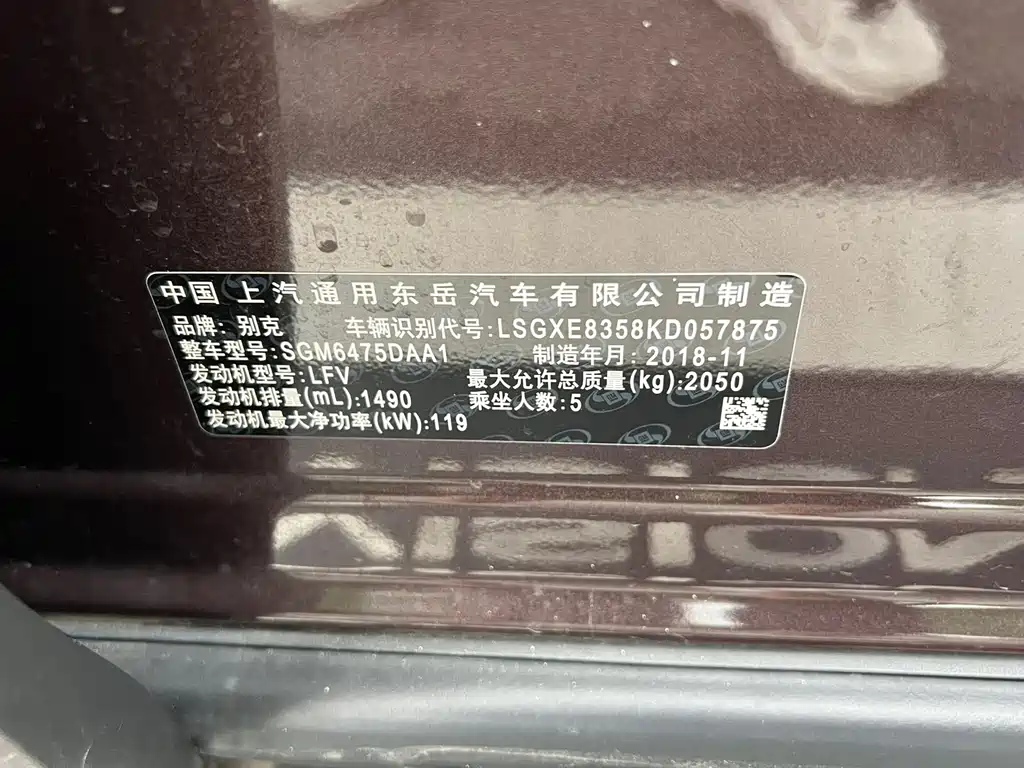 中国 上汽通用东岳汽车有限公司制造
品牌: 别克 车辆识别代号:LSGXE8358KD057875
整车型号:SGM6475DAA1 制造年月: 2018-11
发动机型号:LFV 最大允许总质量(kg):2050
发动机排量(mL):1490 乘坐人数:5
发动机最大净功率(kW):119